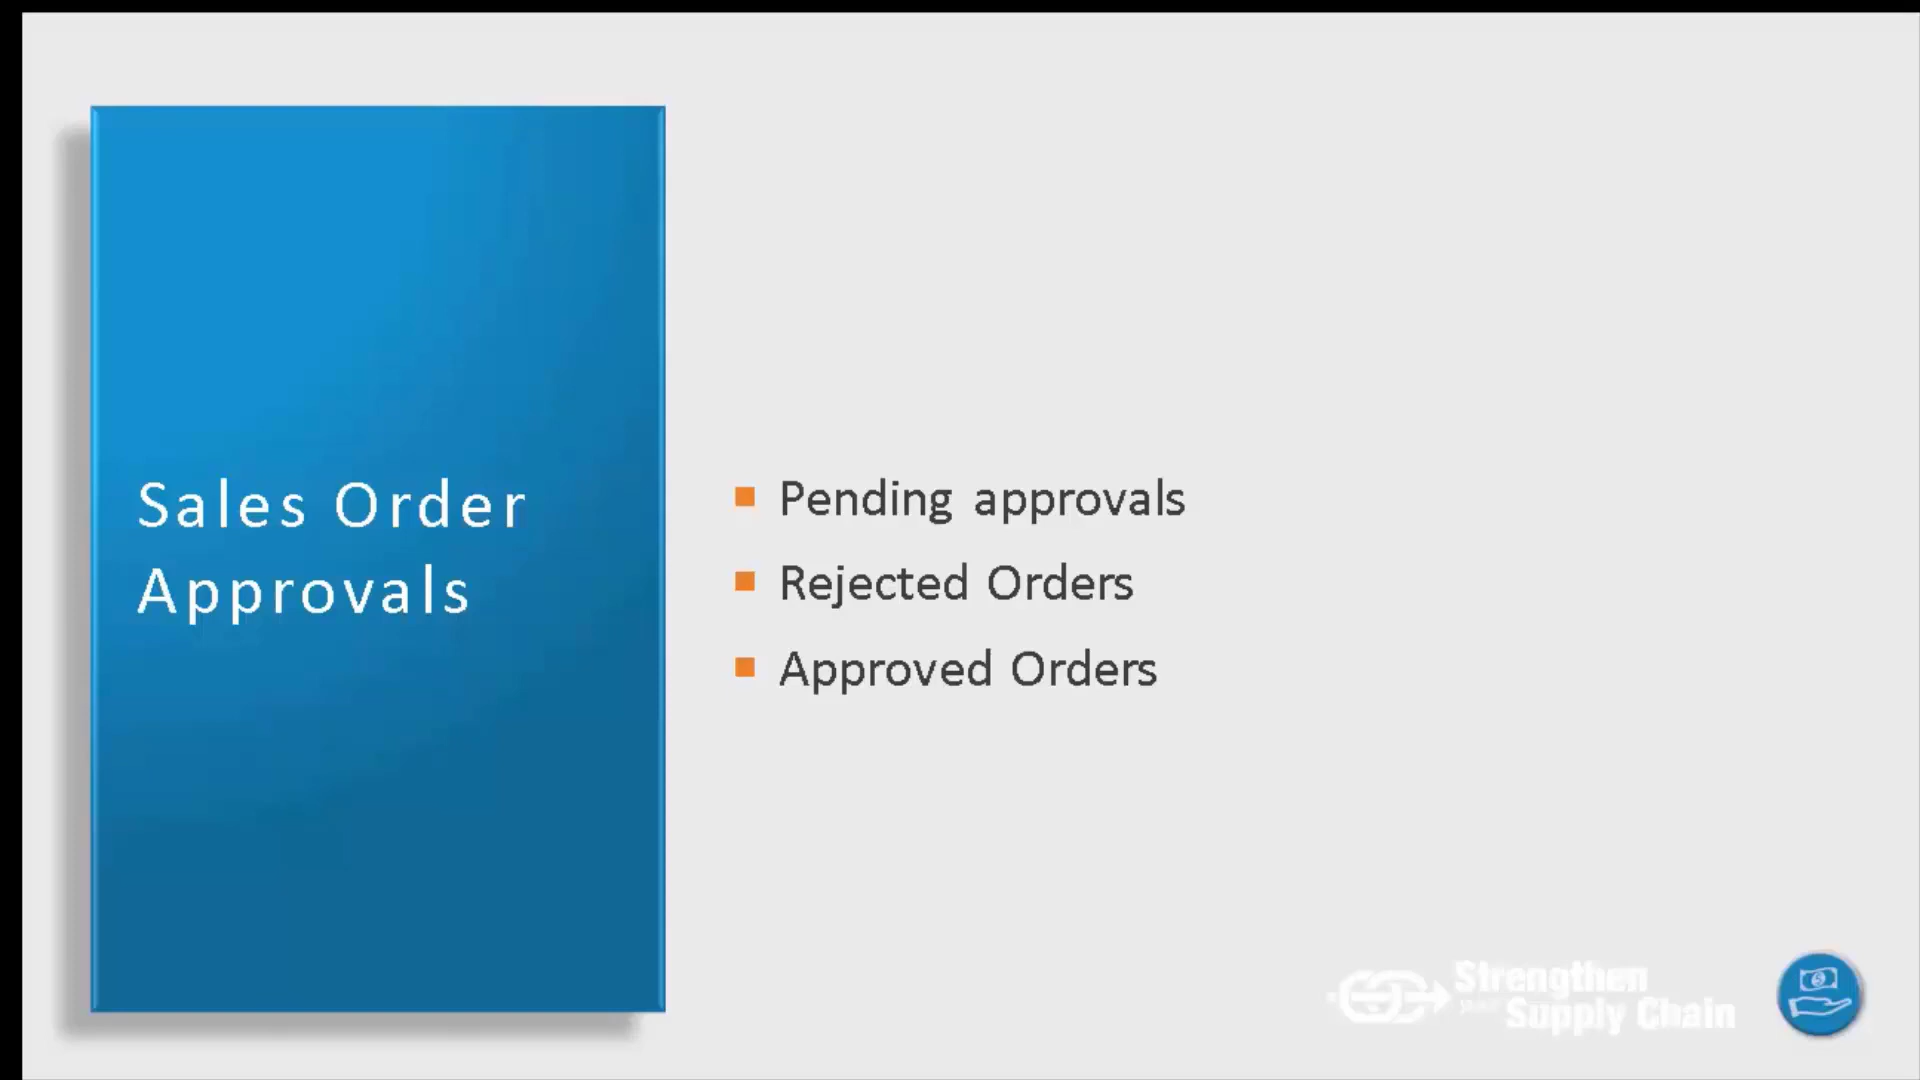 Sales Order
Approvals
Pending approvals
Rejected Orders
Approved Orders
Strengthen
Supply Chain